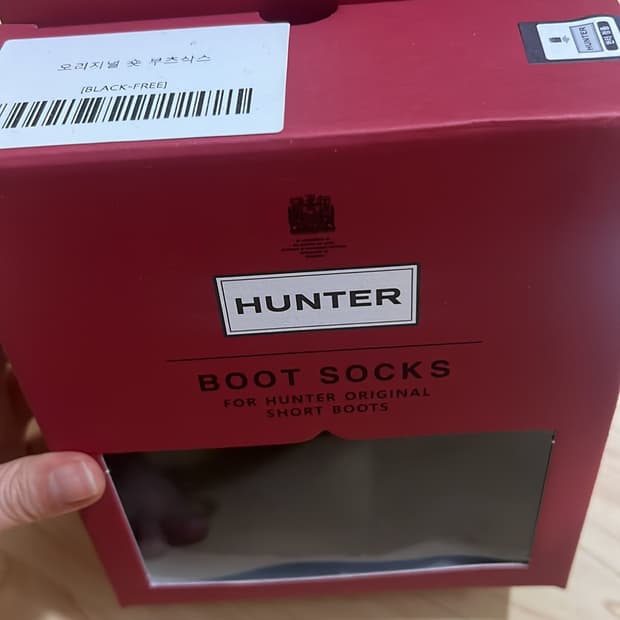 오리지널 숏 부츠삭스
[BLACK-FREE]
HUNTER
HUNTER
BOOT SOCKS
FOR HUNTER ORIGINAL
SHORT BOOTS